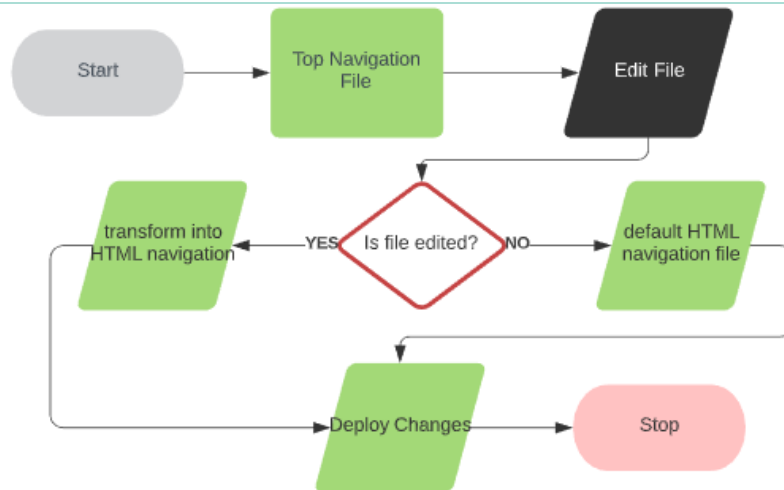 Start
Top Navigation
File
Edit File
transform into
HTML navigation
YES
Is file edited?
NO
default HTML
navigation file
Deploy Changes
Stop